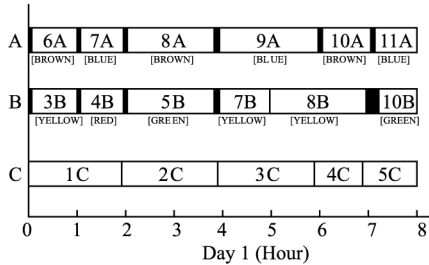 A 6A 7A 8A 9A 10A 11A
[BROWN] [BLUE] [BROWN] [BLUE] [BROWN] [BLUE]
B 3B 4B 5B 7B 8B 10B
[YELLOW] [RED] [GREEN] [YELLOW] [YELLOW] [GREEN]
C 1C 2C 3C 4C 5C
0 1 2 3 4 5 6 7 8
Day 1 (Hour)